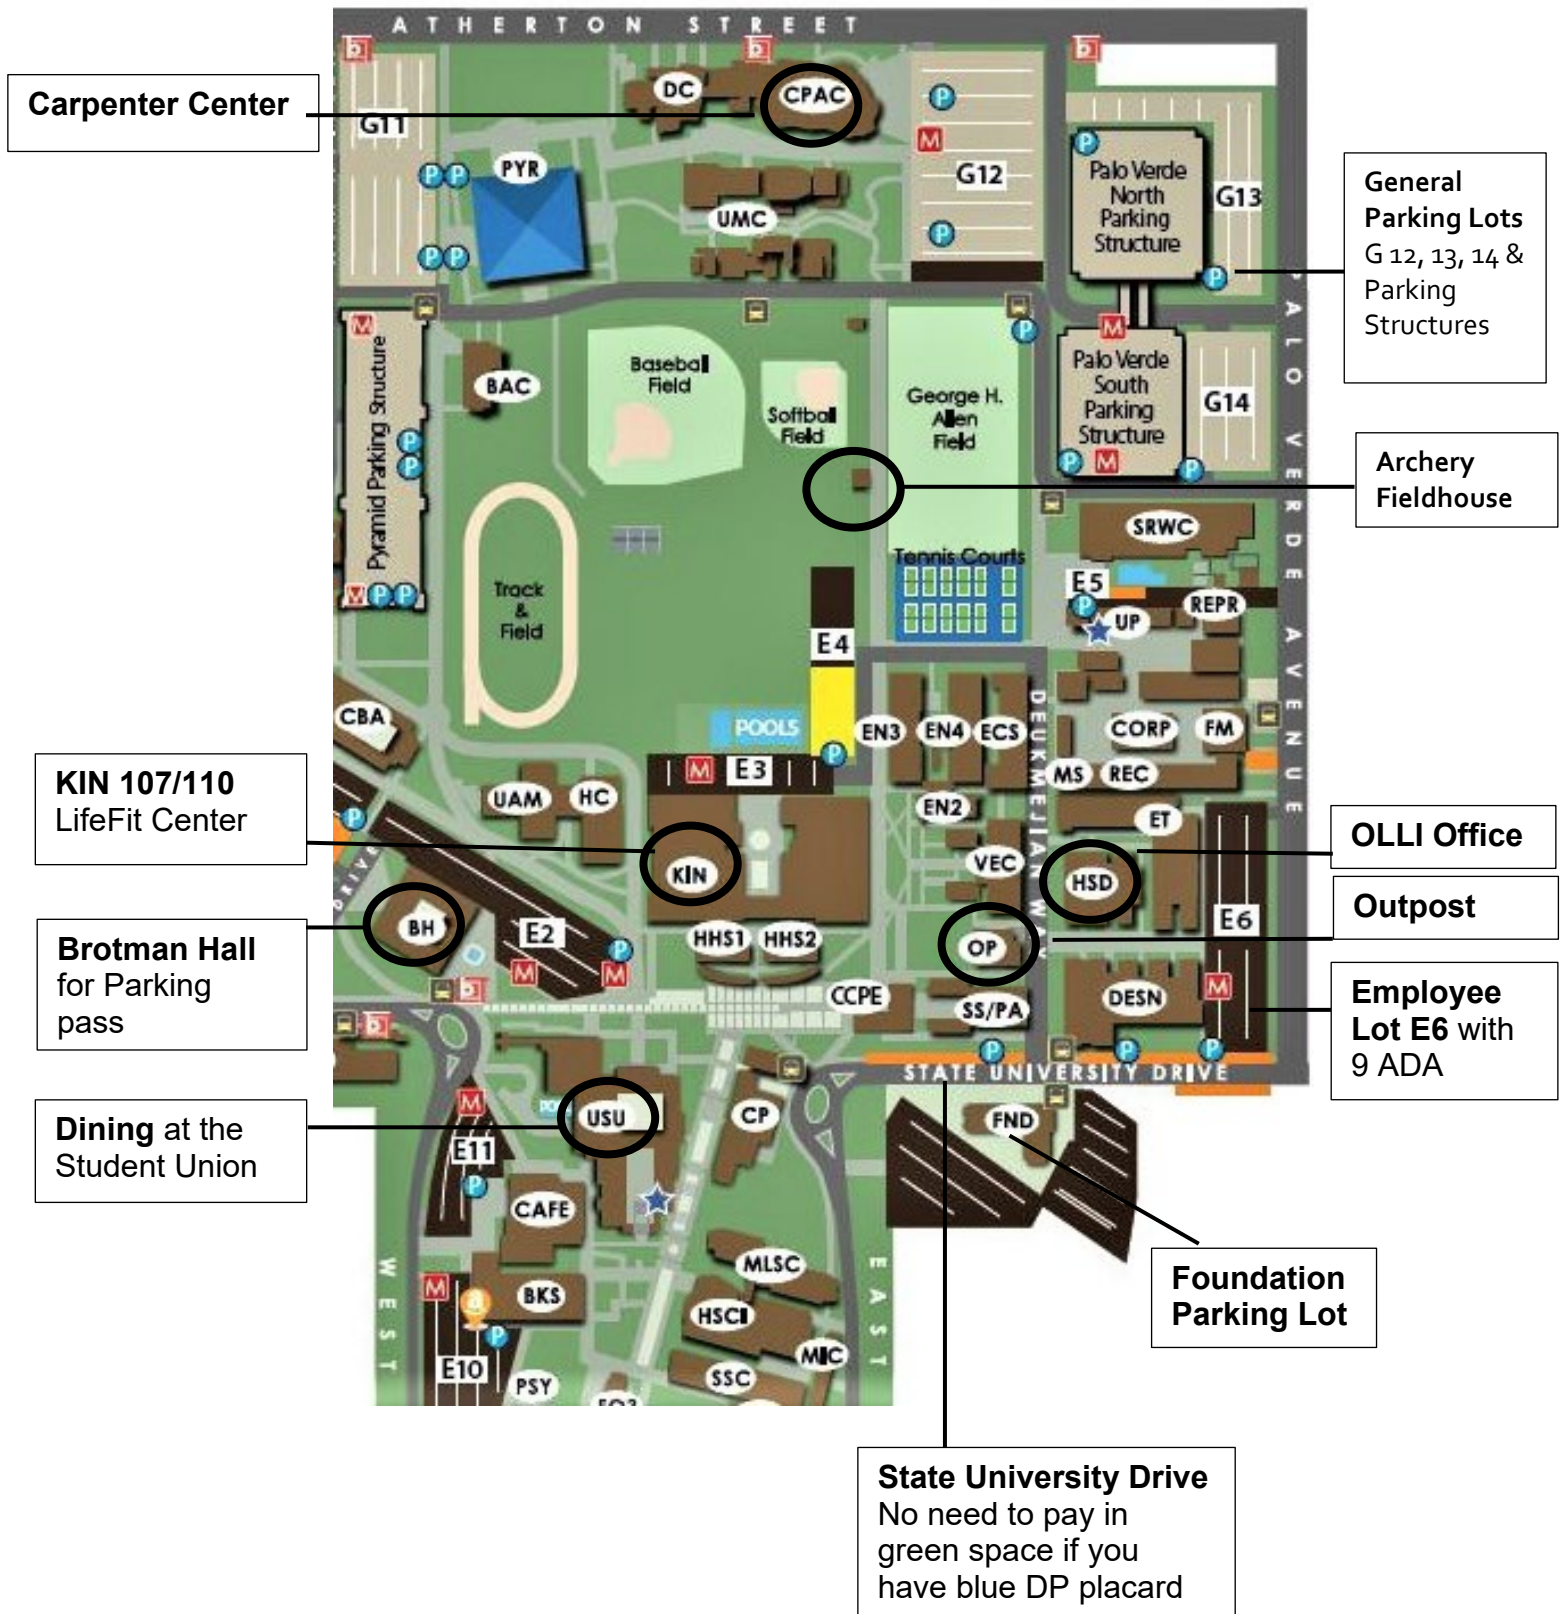 ATHERTON STREET
Carpenter Center
G11
DC
CPAC
PYR
UMC
G12
Palo Verde
North
Parking
Structure
G13
General
Parking Lots
G 12, 13, 14 &
Parking
Structures
Pyramid Parking Structure
BAC
Baseball
Field
Softball
Field
George H.
Allen
Field
Palo Verde
South
Parking
Structure
G14
PALO VERDE AVENUE
Archery
Fieldhouse
SRWC
Tennis Courts
Track
&
Field
E4
E5
UP
REPR
CBA
POOLS
EN3
EN4
ECS
DEUKMEJIAN WAY
CORP
FM
MS
REC
E3
KIN 107/110
LifeFit Center
UAM
HC
EN2
ET
KIN
VEC
HSD
OLLI Office
DRIVE
BH
E2
HHS1
HHS2
OP
E6
Outpost
Brotman Hall
for Parking
pass
CCPE
SS/PA
DESN
Employee
Lot E6 with
9 ADA
STATE UNIVERSITY DRIVE
Dining at the
Student Union
USU
CP
FND
E11
CAFE
WEST
EAST
MLSC
BKS
HSCI
MIC
E10
PSY
SSC
Foundation
Parking Lot
State University Drive
No need to pay in
green space if you
have blue DP placard